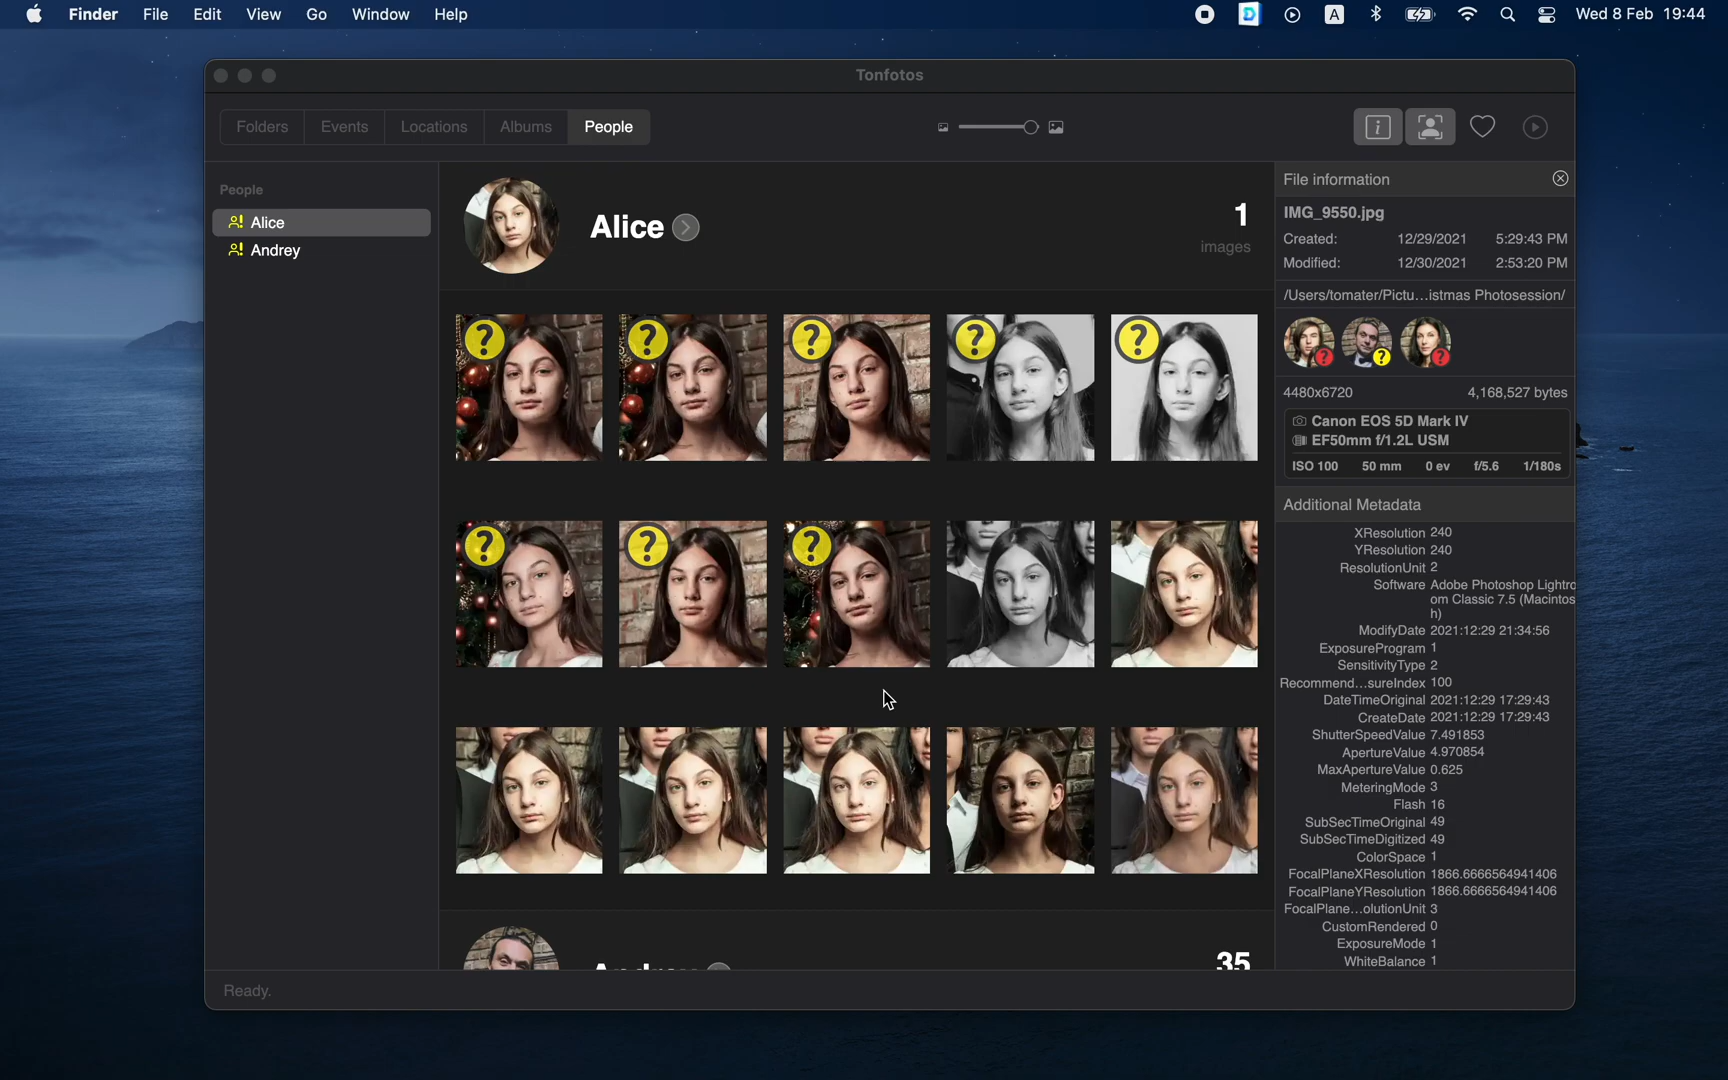 Finder File Edit View Go Window Help A Wed 8 Feb 19:44
Tonfotos
Folders Events Locations Albums People
People
Alice
Andrey
Alice
1
images
? ? ? ? ?
? ? ?
35
Ready.
File information
IMG_9550.jpg
Created: 12/29/2021 5:29:43 PM
Modified: 12/30/2021 2:53:20 PM
/Users/tomater/Pictu...istmas Photosession/
? ? ?
4480x6720 4,168,527 bytes
Canon EOS 5D Mark IV
EF50mm f/1.2L USM
ISO 100 50 mm 0 ev f/5.6 1/180s
Additional Metadata
XResolution 240
YResolution 240
ResolutionUnit 2
Software Adobe Photoshop Lightro
om Classic 7.5 (Macintos
h)
ModifyDate 2021:12:29 21:34:56
ExposureProgram 1
SensitivityType 2
Recommend...sureIndex 100
DateTimeOriginal 2021:12:29 17:29:43
CreateDate 2021:12:29 17:29:43
ShutterSpeedValue 7.491853
ApertureValue 4.970854
MaxApertureValue 0.625
MeteringMode 3
Flash 16
SubSecTimeOriginal 49
SubSecTimeDigitized 49
ColorSpace 1
FocalPlaneXResolution 1866.6666564941406
FocalPlaneYResolution 1866.6666564941406
FocalPlane...olutionUnit 3
CustomRendered 0
ExposureMode 1
WhiteBalance 1